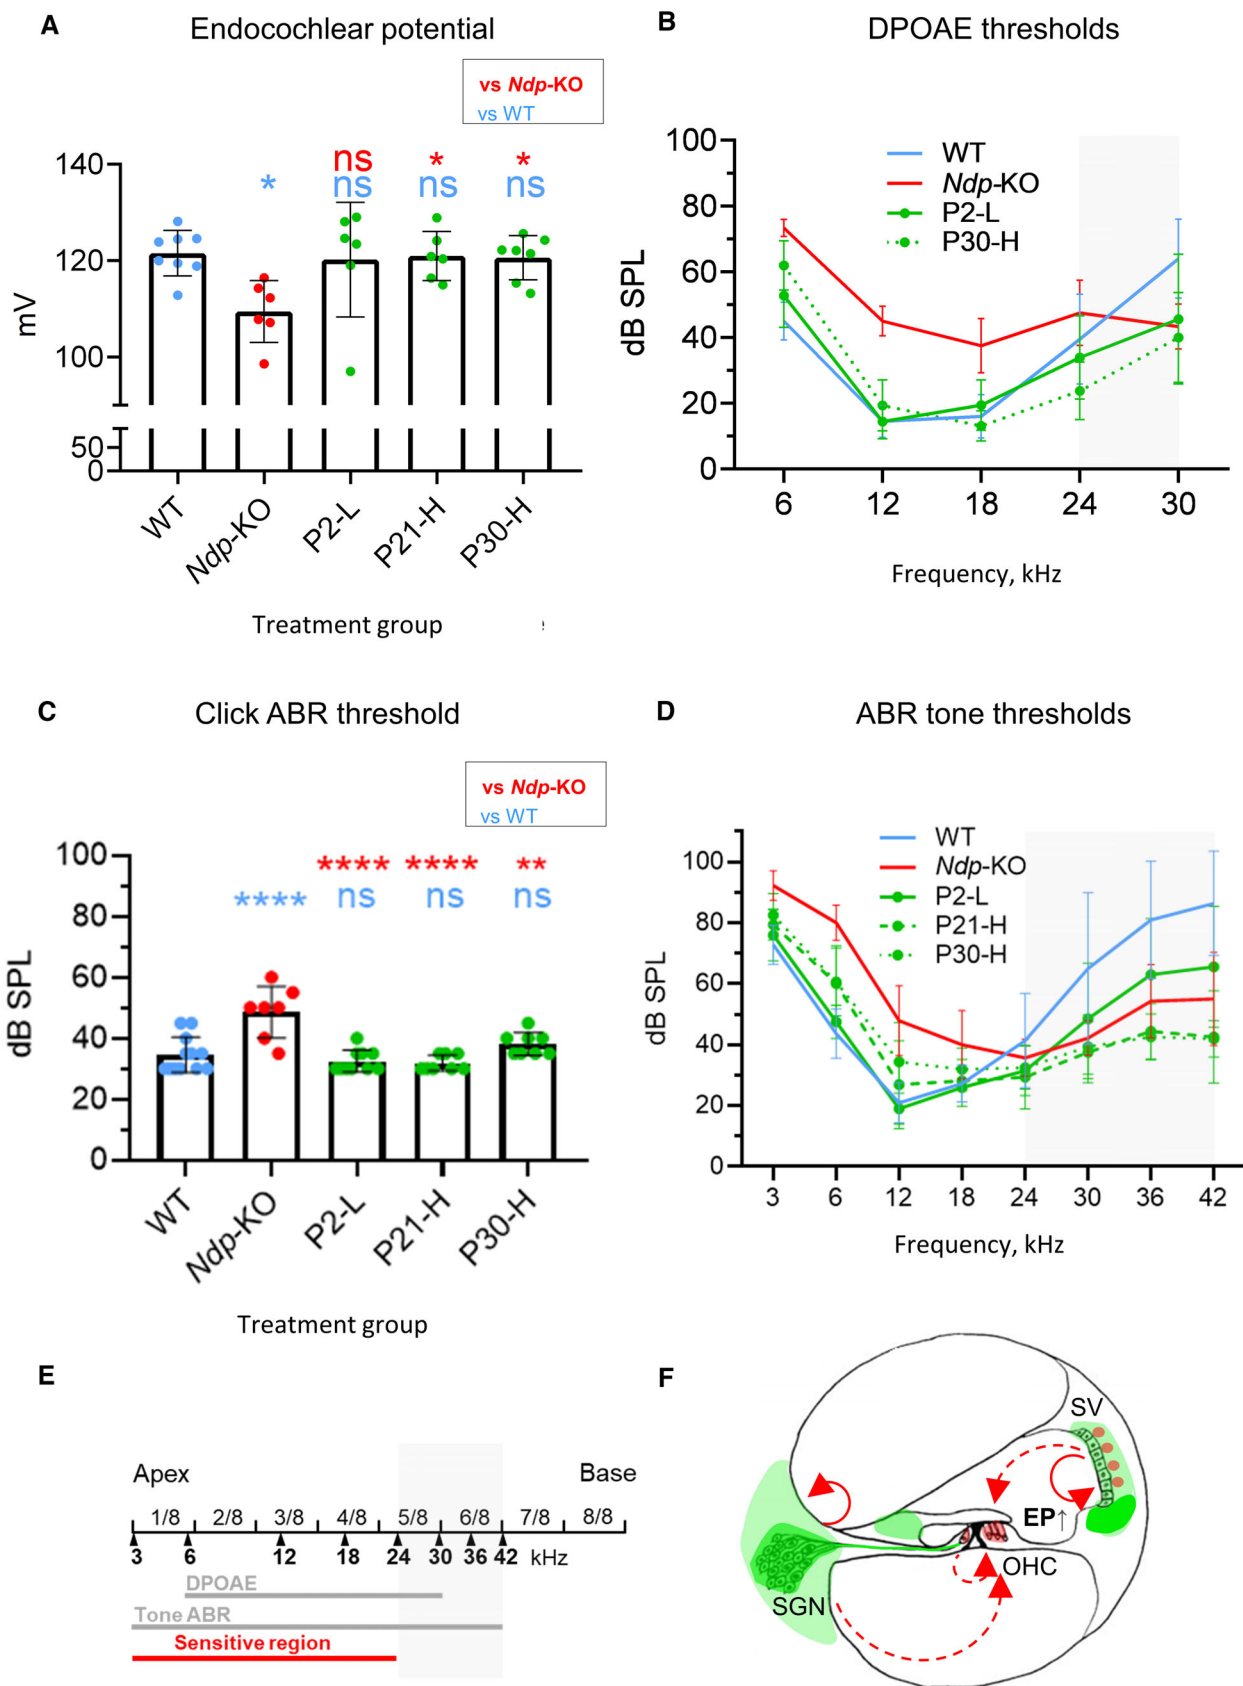 A
Endocochlear potential
vs Ndp-KO
vs WT
ns * *
* ns ns ns
140
120
100
50
0
mV
WT
Ndp-KO
P2-L
P21-H
P30-H
Treatment group
B
DPOAE thresholds
WT
Ndp-KO
P2-L
P30-H
100
80
60
40
20
0
dB SPL
6 12 18 24 30
Frequency, kHz
C
Click ABR threshold
vs Ndp-KO
vs WT
**** **** **
**** ns ns ns
100
80
60
40
20
0
dB SPL
WT
Ndp-KO
P2-L
P21-H
P30-H
Treatment group
D
ABR tone thresholds
WT
Ndp-KO
P2-L
P21-H
P30-H
100
80
60
40
20
0
dB SPL
3 6 12 18 24 30 36 42
Frequency, kHz
E
Apex Base
1/8 2/8 3/8 4/8 5/8 6/8 7/8 8/8
3 6 12 18 24 30 36 42 kHz
DPOAE
Tone ABR
Sensitive region
F
SV
EP↑
OHC
SGN